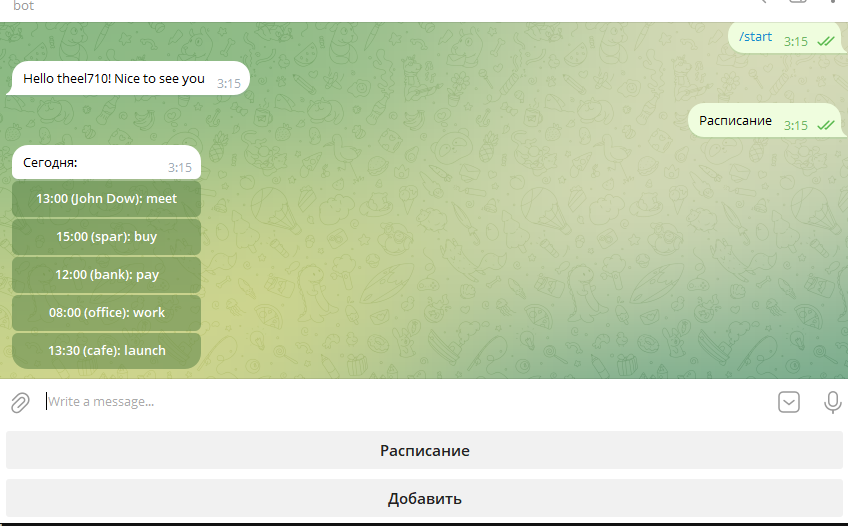 bot
/start 3:15
Hello theel710! Nice to see you 3:15
Расписание 3:15
Сегодня: 3:15
13:00 (John Dow): meet
15:00 (spar): buy
12:00 (bank): pay
08:00 (office): work
13:30 (cafe): launch
Write a message...
Расписание
Добавить